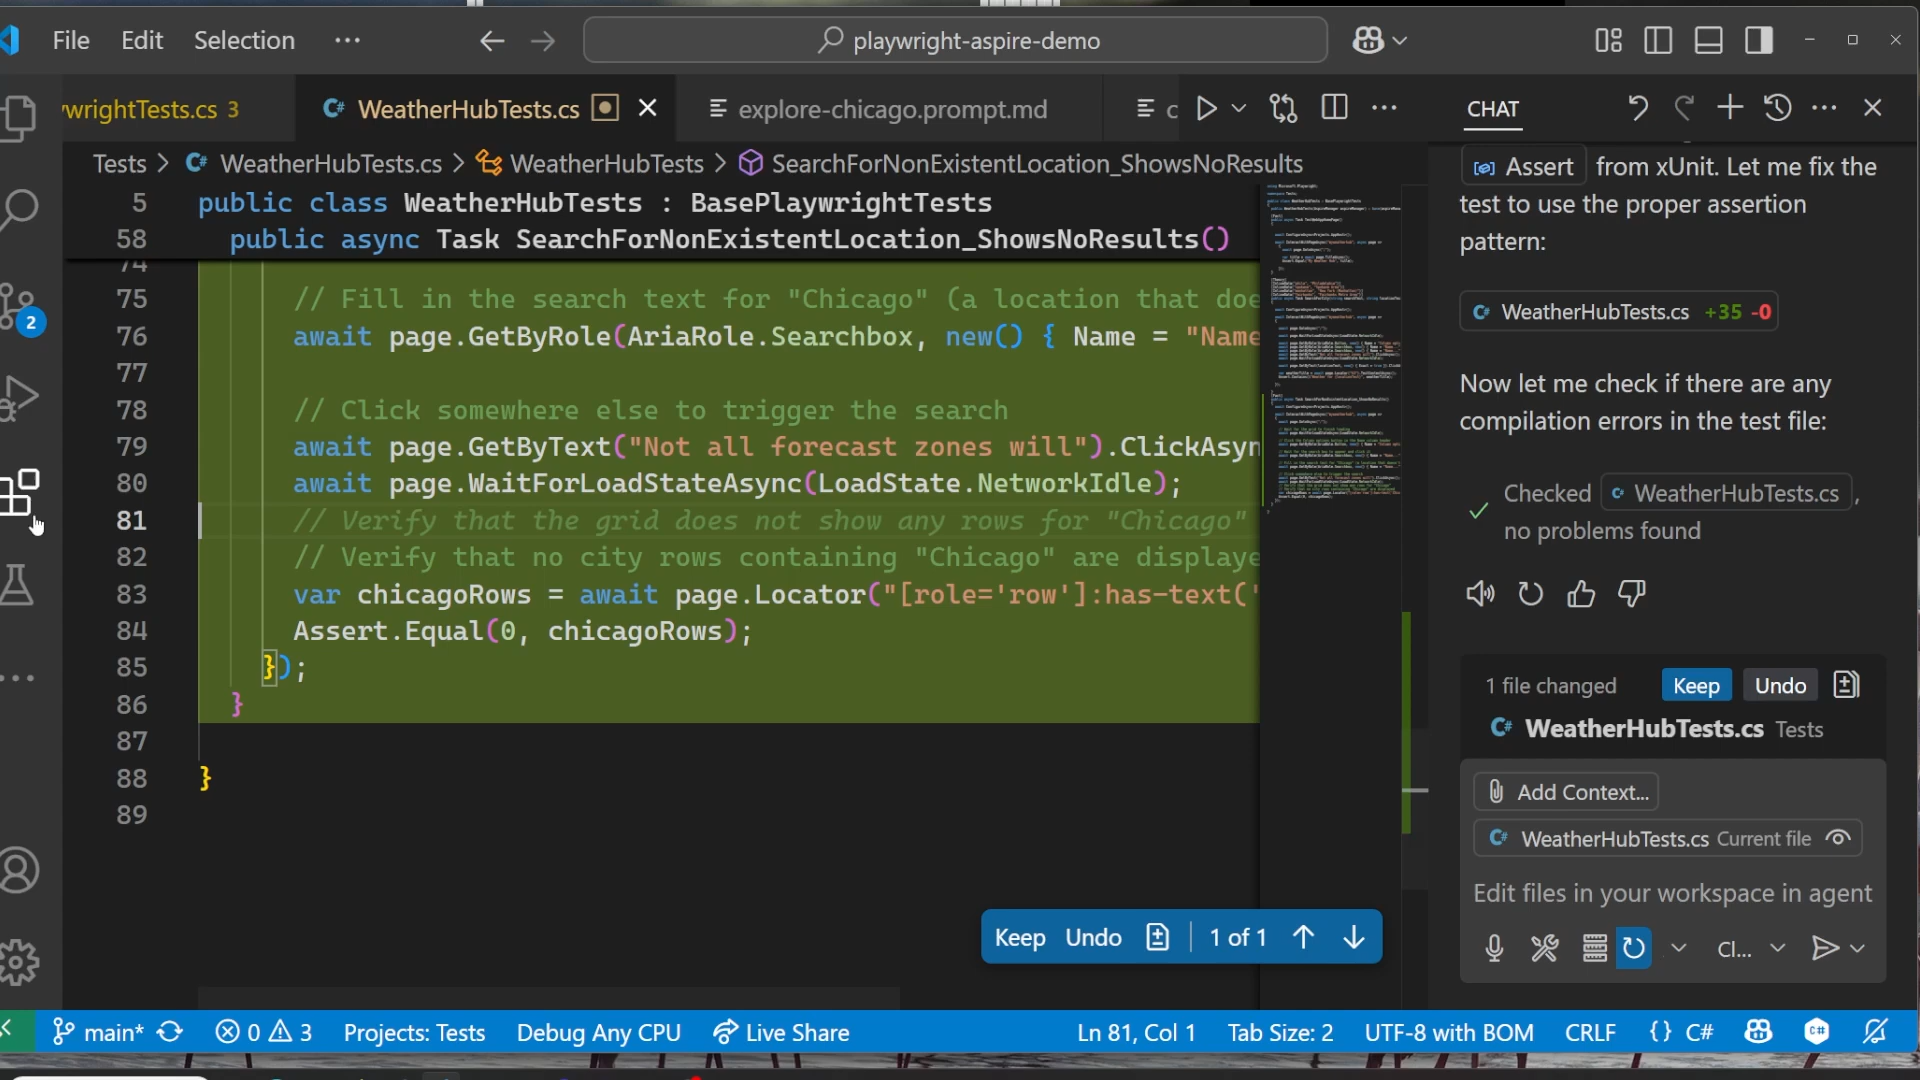 File Edit Selection ... playwright-aspire-demo
ywrightTests.cs 3 C# WeatherHubTests.cs explore-chicago.prompt.md c CHAT
Tests > C# WeatherHubTests.cs > WeatherHubTests > SearchForNonExistentLocation_ShowsNoResults
5 public class WeatherHubTests : BasePlaywrightTests
58 public async Task SearchForNonExistentLocation_ShowsNoResults()
74
75 // Fill in the search text for "Chicago" (a location that doe
76 await page.GetByRole(AriaRole.Searchbox, new() { Name = "Name
77
78 // Click somewhere else to trigger the search
79 await page.GetByText("Not all forecast zones will").ClickAsyn
80 await page.WaitForLoadStateAsync(LoadState.NetworkIdle);
81 // Verify that the grid does not show any rows for "Chicago"
82 // Verify that no city rows containing "Chicago" are displaye
83 var chicagoRows = await page.Locator("[role='row']:has-text('
84 Assert.Equal(0, chicagoRows);
85 });
86 }
87
88 }
89
Keep Undo 1 of 1
2
Assert from xUnit. Let me fix the
test to use the proper assertion
pattern:
C# WeatherHubTests.cs +35 -0
Now let me check if there are any
compilation errors in the test file:
Checked C# WeatherHubTests.cs,
no problems found
1 file changed Keep Undo
C# WeatherHubTests.cs Tests
Add Context...
C# WeatherHubTests.cs Current file
Edit files in your workspace in agent
Cl...
main* 0 3 Projects: Tests Debug Any CPU Live Share Ln 81, Col 1 Tab Size: 2 UTF-8 with BOM CRLF {} C# C#